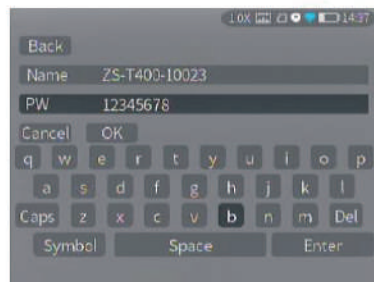 1.0X 14:37
Back
Name ZS-T400-10023
PW 12345678
Cancel OK
q w e r t y u i o p
a s d f g h j k l
Caps z x c v b n m Del
Symbol Space Enter